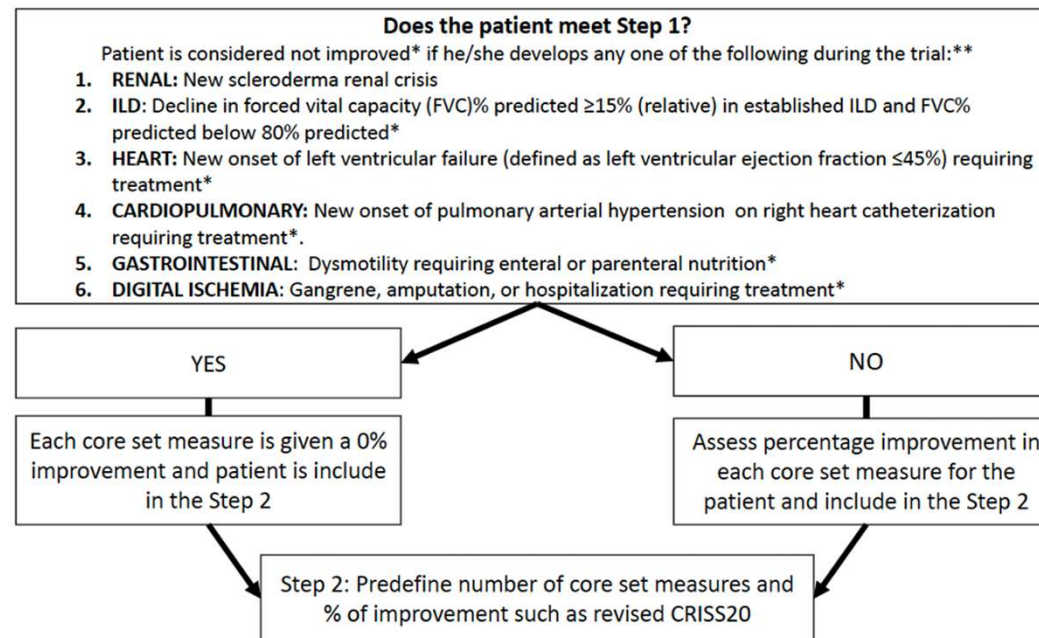 Does the patient meet Step 1?
Patient is considered not improved* if he/she develops any one of the following during the trial:**
1. RENAL: New scleroderma renal crisis
2. ILD: Decline in forced vital capacity (FVC)% predicted ≥15% (relative) in established ILD and FVC%
predicted below 80% predicted*
3. HEART: New onset of left ventricular failure (defined as left ventricular ejection fraction ≤45%) requiring
treatment*
4. CARDIOPULMONARY: New onset of pulmonary arterial hypertension on right heart catheterization
requiring treatment*.
5. GASTROINTESTINAL: Dysmotility requiring enteral or parenteral nutrition*
6. DIGITAL ISCHEMIA: Gangrene, amputation, or hospitalization requiring treatment*
YES
NO
Each core set measure is given a 0%
improvement and patient is include
in the Step 2
Assess percentage improvement in
each core set measure for the
patient and include in the Step 2
Step 2: Predefine number of core set measures and
% of improvement such as revised CRISS20